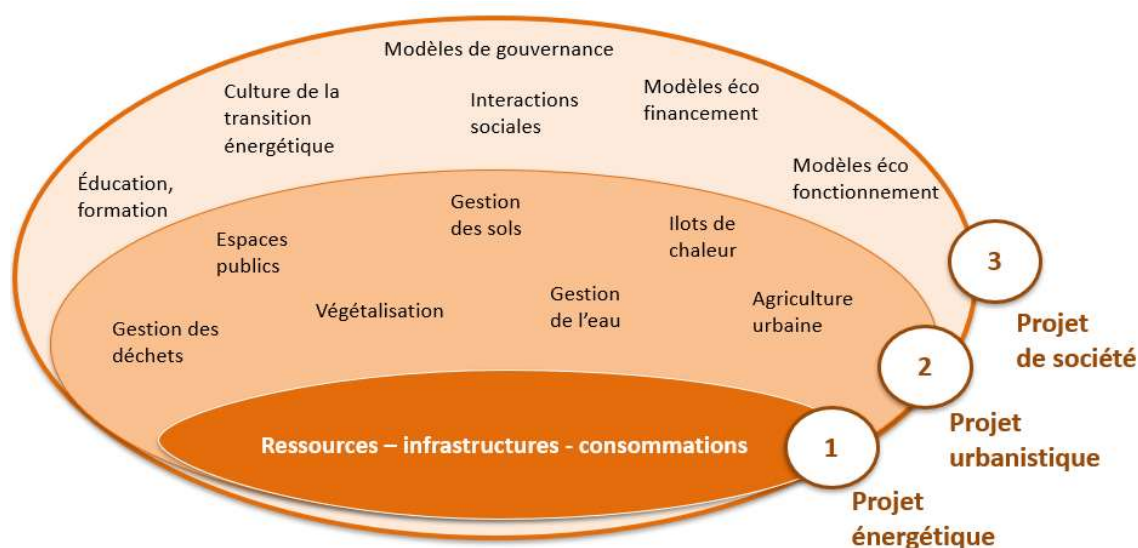 Modèles de gouvernance
Culture de la
transition
énergétique
Interactions
sociales
Modèles éco
financement
Éducation,
formation
Modèles éco
fonctionnement
Gestion
des sols
Espaces
publics
Ilots de
chaleur
Végétalisation
Gestion
de l’eau
Agriculture
urbaine
Gestion des
déchets
3
Projet
de société
2
Projet
urbanistique
Ressources – infrastructures - consommations
1
Projet
énergétique